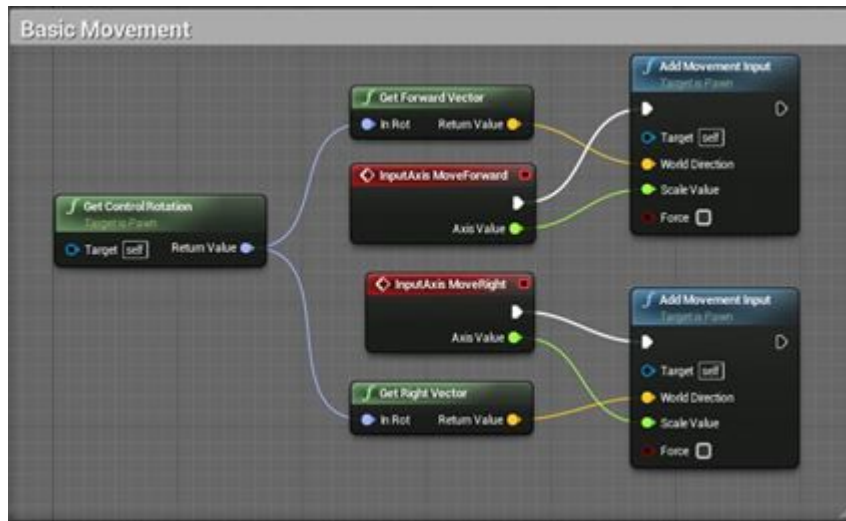 Basic Movement
Get Control Rotation
Target is Pawn
Target self Return Value
Get Forward Vector
In Rot Return Value
InputAxis MoveForward
Axis Value
InputAxis MoveRight
Axis Value
Get Right Vector
In Rot Return Value
Add Movement Input
Target is Pawn
Target self
World Direction
Scale Value
Force
Add Movement Input
Target is Pawn
Target self
World Direction
Scale Value
Force